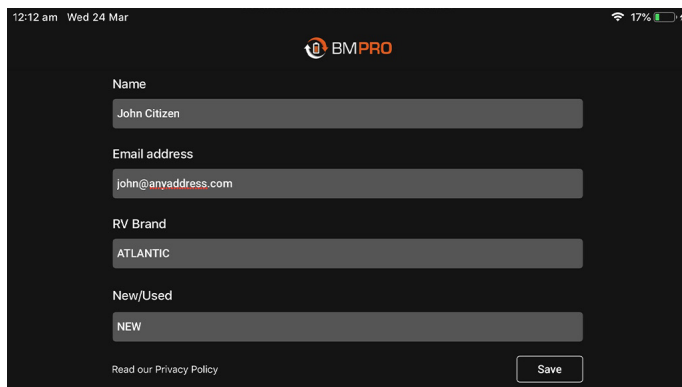 12:12 am Wed 24 Mar 17%
BMPRO
Name
John Citizen
Email address
john@anyaddress.com
RV Brand
ATLANTIC
New/Used
NEW
Read our Privacy Policy Save